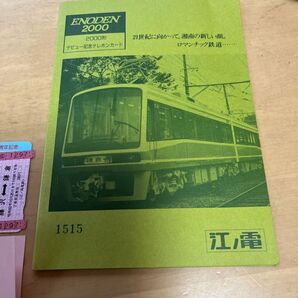 ENODEN
2000
2000形
デビュー記念テレホンカード
21世紀に向かって、湘南の新しい顔。
ロマンチック鉄道……
1515
江ノ電
1297